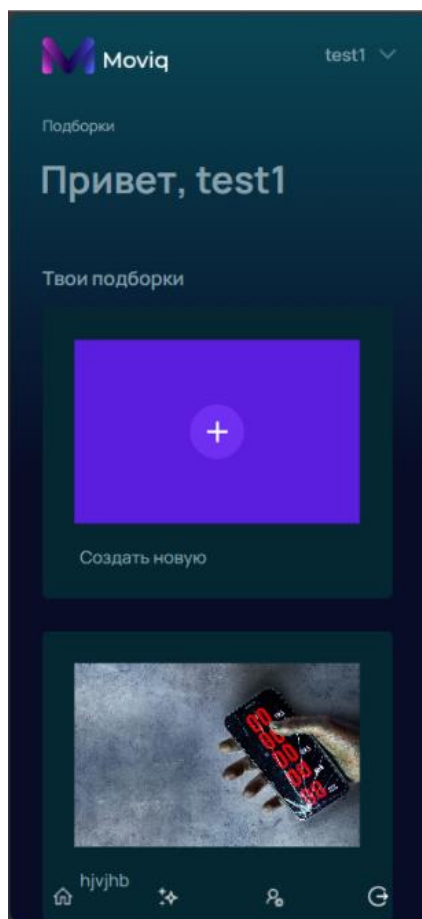 Moviq
test1
Подборки
Привет, test1
Твои подборки
Создать новую
hjvjhb